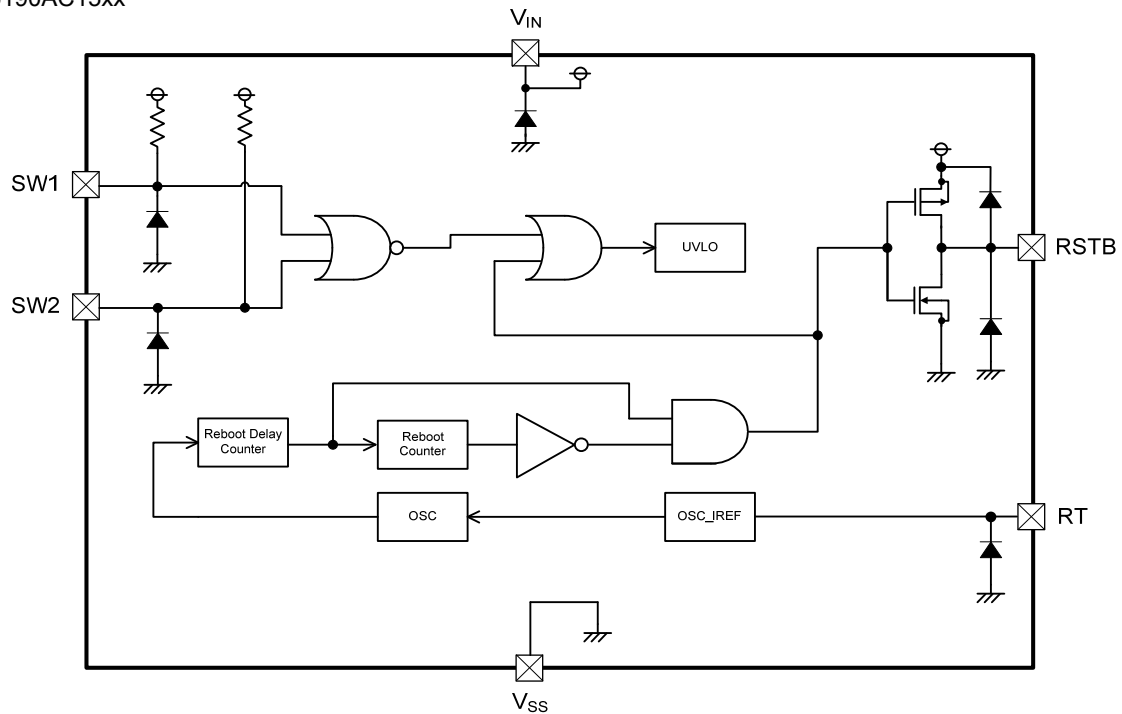 VIN
SW1
UVLO
RSTB
SW2
Reboot Delay
Counter
Reboot
Counter
OSC
OSC_IREF
RT
VSS